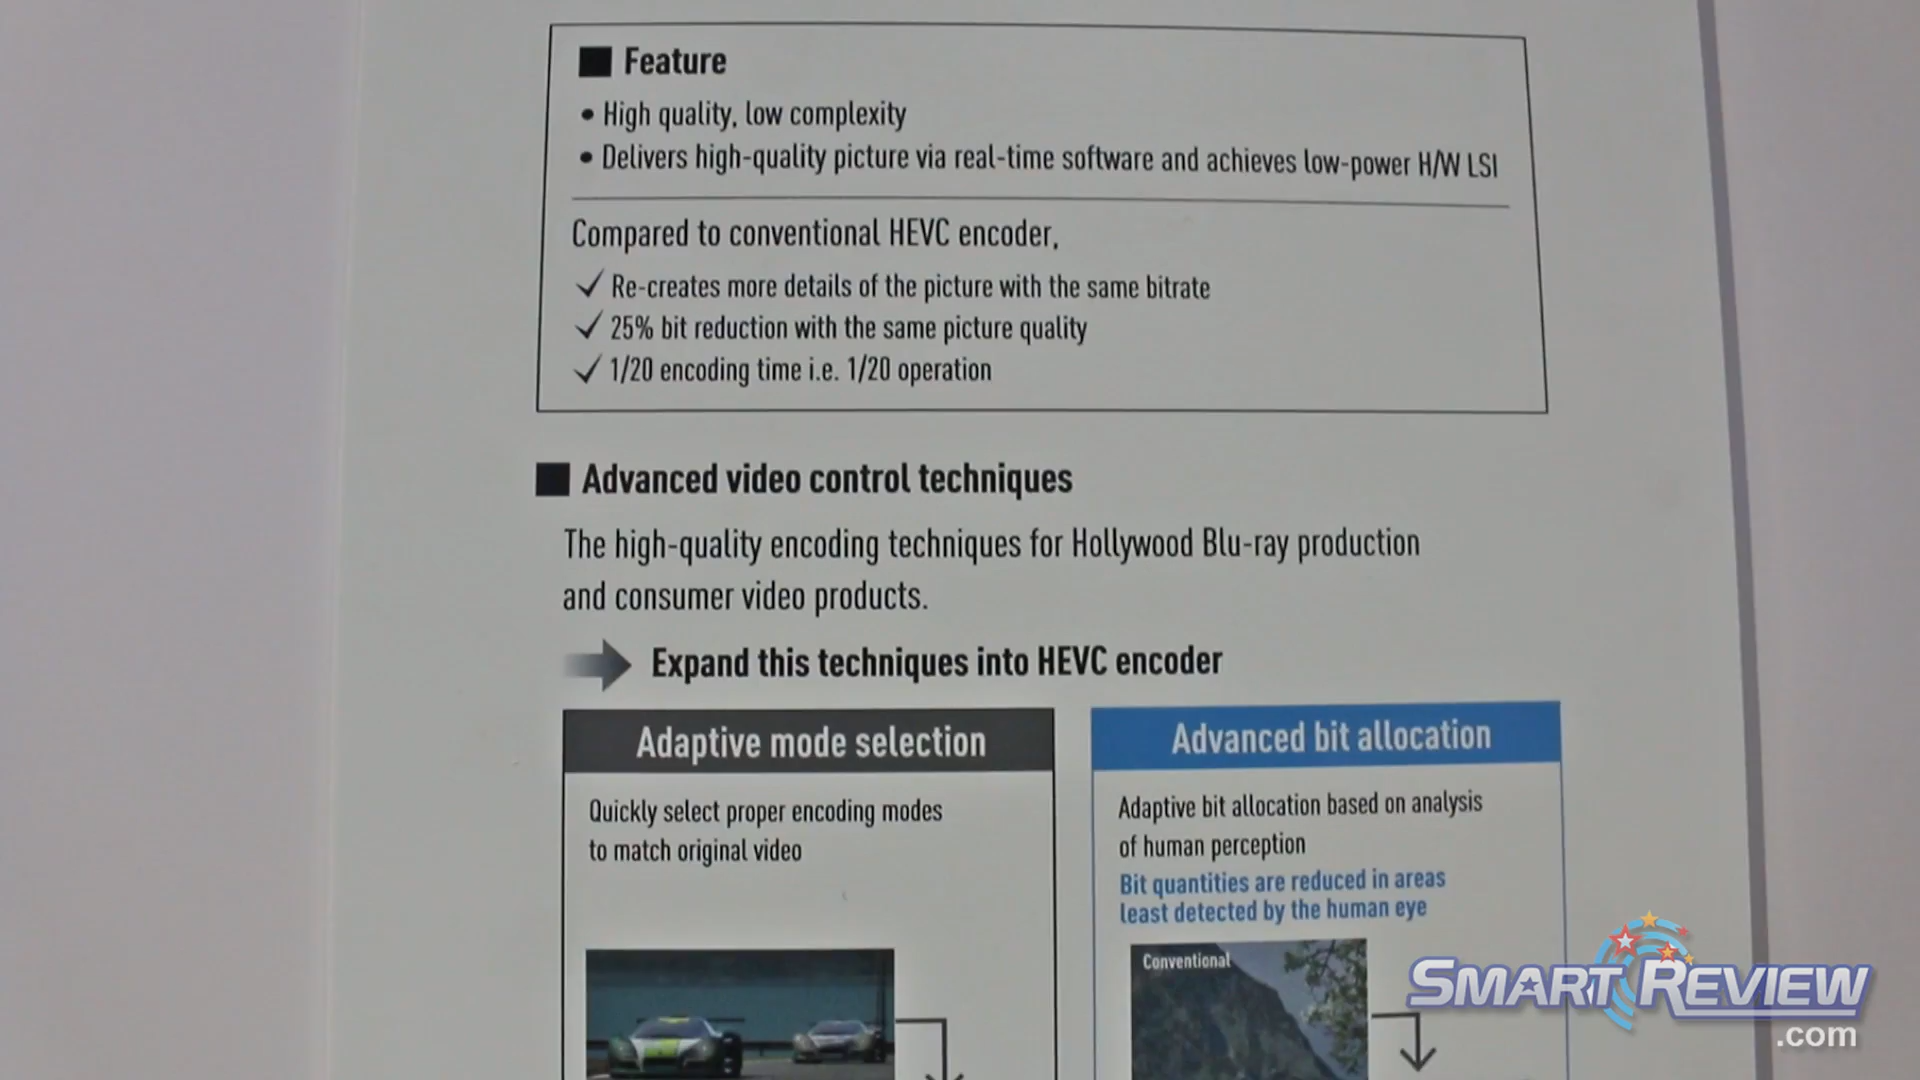 Feature
• High quality, low complexity
• Delivers high-quality picture via real-time software and achieves low-power H/W LSI
Compared to conventional HEVC encoder,
✓ Re-creates more details of the picture with the same bitrate
✓ 25% bit reduction with the same picture quality
✓ 1/20 encoding time i.e. 1/20 operation
Advanced video control techniques
The high-quality encoding techniques for Hollywood Blu-ray production
and consumer video products.
Expand this techniques into HEVC encoder
Adaptive mode selection
Quickly select proper encoding modes
to match original video
Advanced bit allocation
Adaptive bit allocation based on analysis
of human perception
Bit quantities are reduced in areas
least detected by the human eye
Conventional
SMART REVIEW
.com